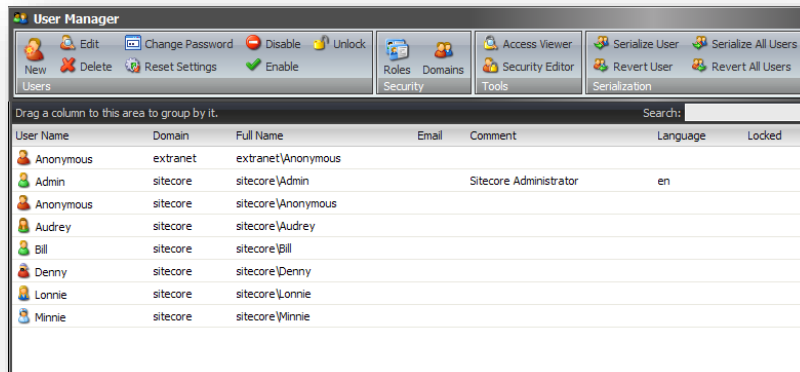 User Manager
Edit Change Password Disable Unlock Access Viewer Serialize User Serialize All Users
New Delete Reset Settings Enable Roles Domains Security Editor Revert User Revert All Users
Users Security Tools Serialization
Drag a column to this area to group by it. Search:
User Name Domain Full Name Email Comment Language Locked
Anonymous extranet extranet\Anonymous
Admin sitecore sitecore\Admin Sitecore Administrator en
Anonymous sitecore sitecore\Anonymous
Audrey sitecore sitecore\Audrey
Bill sitecore sitecore\Bill
Denny sitecore sitecore\Denny
Lonnie sitecore sitecore\Lonnie
Minnie sitecore sitecore\Minnie